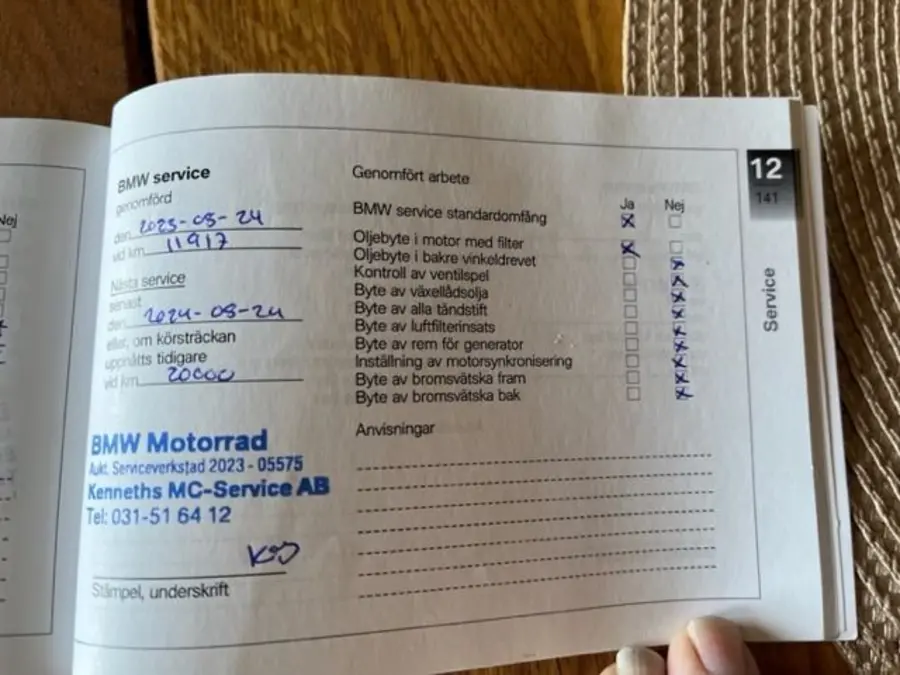 Nej
BMW service
genomförd
den 2023-05-24
vid km 11917
Nästa service
senast
den 2024-05-24
eller, om körsträckan
uppnåtts tidigare
vid km 20000
BMW Motorrad
Aukt. Serviceverkstad 2023 - 05575
Kenneths MC-Service AB
Tel: 031-51 64 12
Stämpel, underskrift
Genomfört arbete
Ja Nej
BMW service standardomfång
Oljebyte i motor med filter
Oljebyte i bakre vinkeldrevet
Kontroll av ventilspel
Byte av växellådsolja
Byte av alla tändstift
Byte av luftfilterinsats
Byte av rem för generator
Inställning av motorsynkronisering
Byte av bromsvätska fram
Byte av bromsvätska bak
Anvisningar
12
141
Service